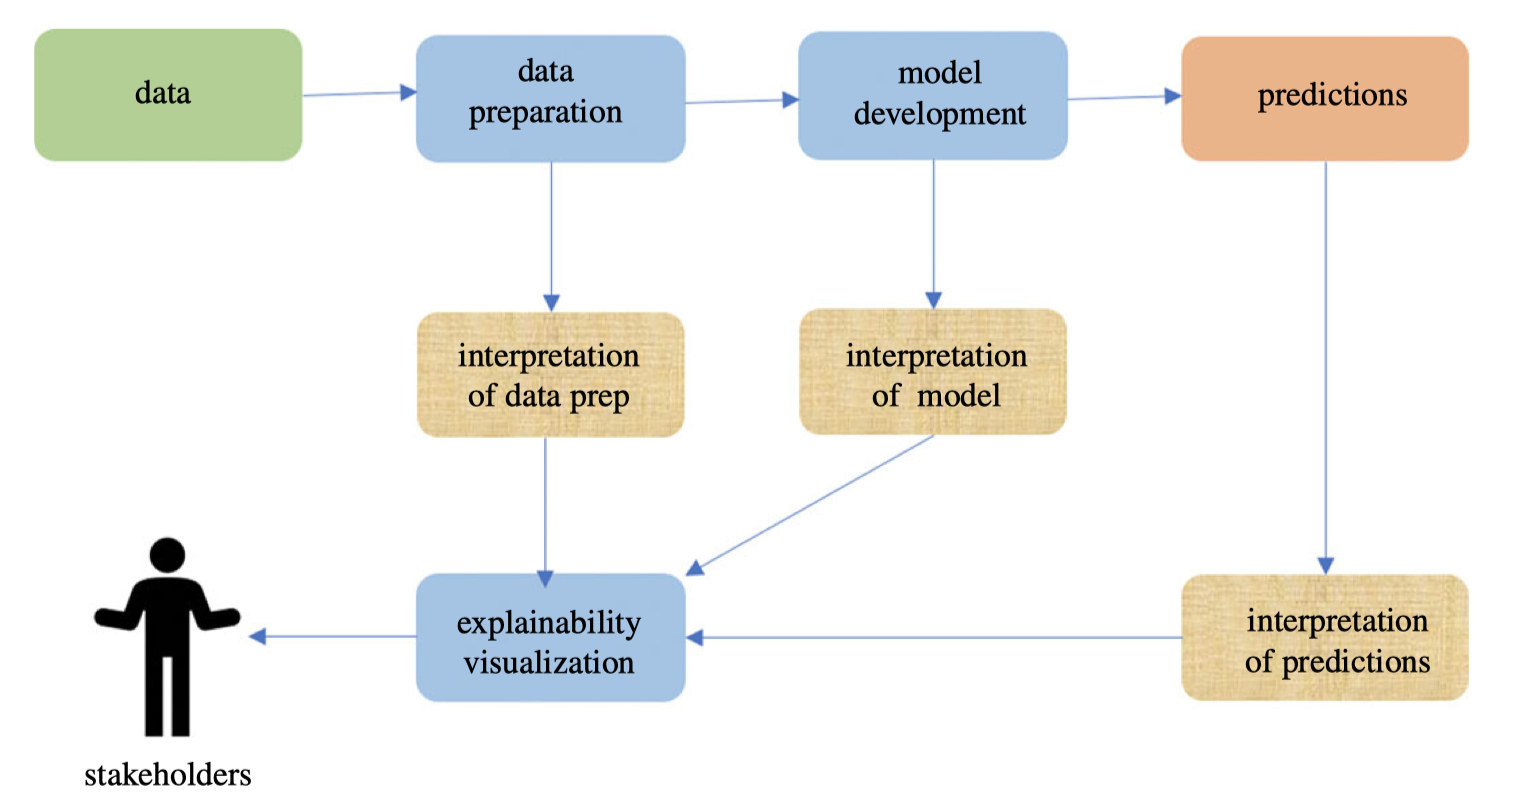 data
data
preparation
model
development
predictions
interpretation
of data prep
interpretation
of model
explainability
visualization
interpretation
of predictions
stakeholders